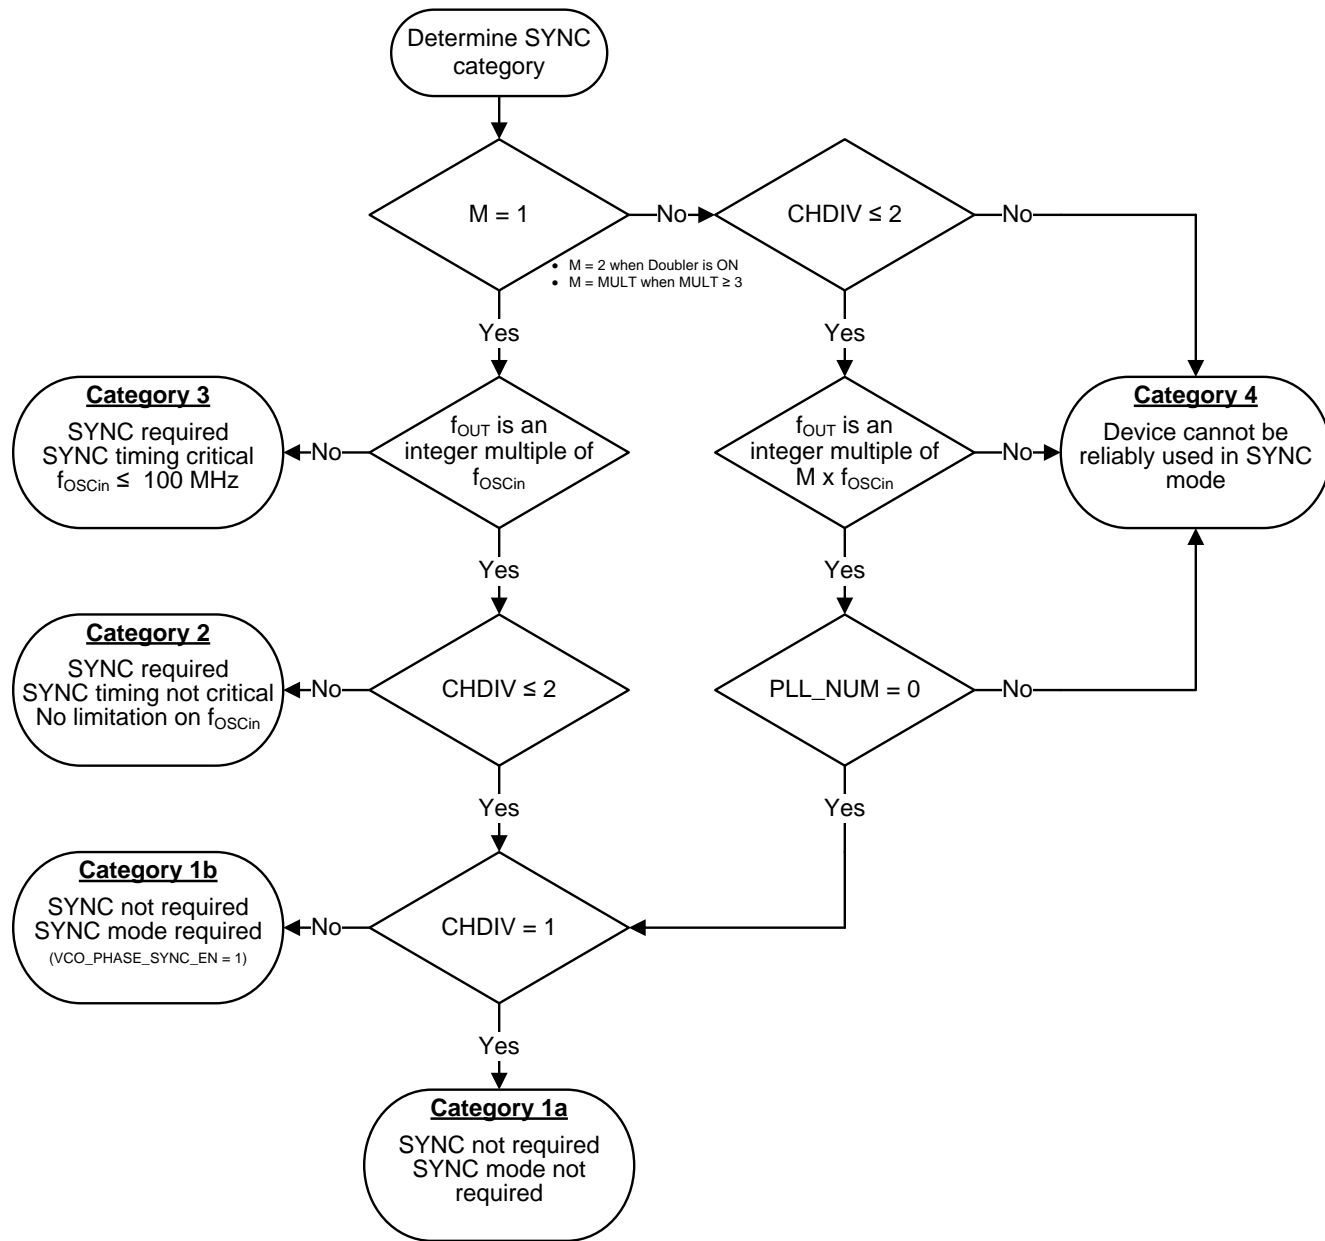 Determine SYNC
category
M = 1
No
CHDIV ≤ 2
No
• M = 2 when Doubler is ON
• M = MULT when MULT ≥ 3
Yes
Yes
Category 3
SYNC required
SYNC timing critical
fOSCin ≤ 100 MHz
No
fOUT is an
integer multiple of
fOSCin
fOUT is an
integer multiple of
M x fOSCin
No
Category 4
Device cannot be
reliably used in SYNC
mode
Yes
Yes
Category 2
SYNC required
SYNC timing not critical
No limitation on fOSCin
No
CHDIV ≤ 2
PLL_NUM = 0
No
Yes
Yes
Category 1b
SYNC not required
SYNC mode required
(VCO_PHASE_SYNC_EN = 1)
No
CHDIV = 1
Yes
Category 1a
SYNC not required
SYNC mode not
required